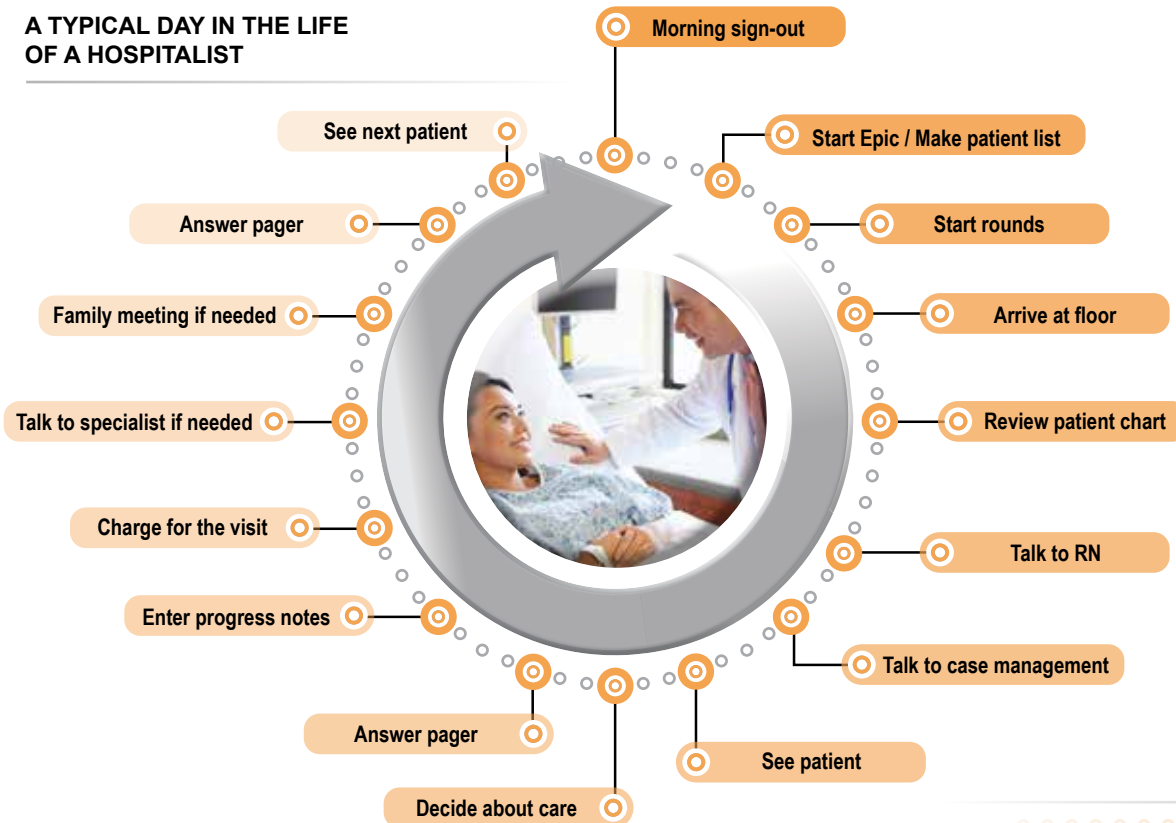 A TYPICAL DAY IN THE LIFE
OF A HOSPITALIST
Morning sign-out
Start Epic / Make patient list
Start rounds
Arrive at floor
Review patient chart
Talk to RN
Talk to case management
See patient
Decide about care
Answer pager
Enter progress notes
Charge for the visit
Talk to specialist if needed
Family meeting if needed
Answer pager
See next patient